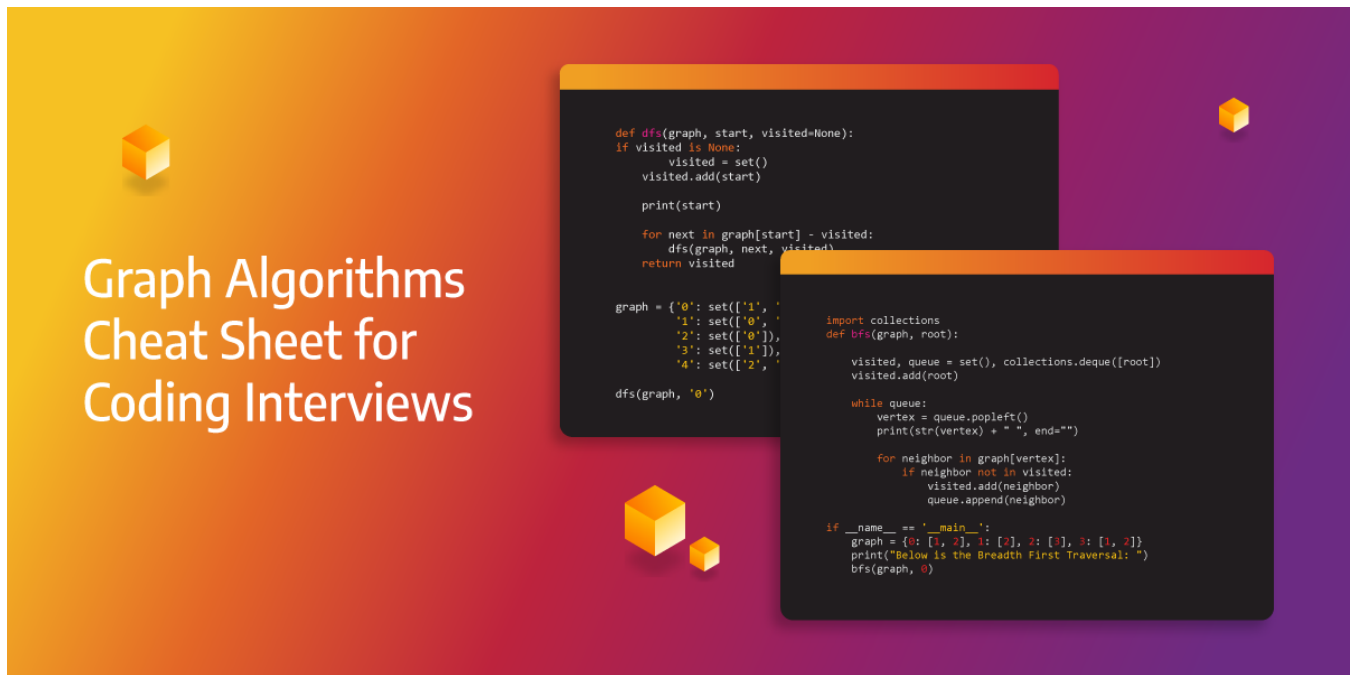 Graph Algorithms
Cheat Sheet for
Coding Interviews
def dfs(graph, start, visited=None):
if visited is None:
        visited = set()
    visited.add(start)
    print(start)
    for next in graph[start] - visited:
        dfs(graph, next, visited)
    return visited
graph = {'0': set(['1', '
         '1': set(['0', '
         '2': set(['0']),
         '3': set(['1']),
         '4': set(['2', '
dfs(graph, '0')
import collections
def bfs(graph, root):
    visited, queue = set(), collections.deque([root])
    visited.add(root)
    while queue:
        vertex = queue.popleft()
        print(str(vertex) + " ", end="")
        for neighbor in graph[vertex]:
            if neighbor not in visited:
                visited.add(neighbor)
                queue.append(neighbor)
if __name__ == '__main__':
    graph = {0: [1, 2], 1: [2], 2: [3], 3: [1, 2]}
    print("Below is the Breadth First Traversal: ")
    bfs(graph, 0)